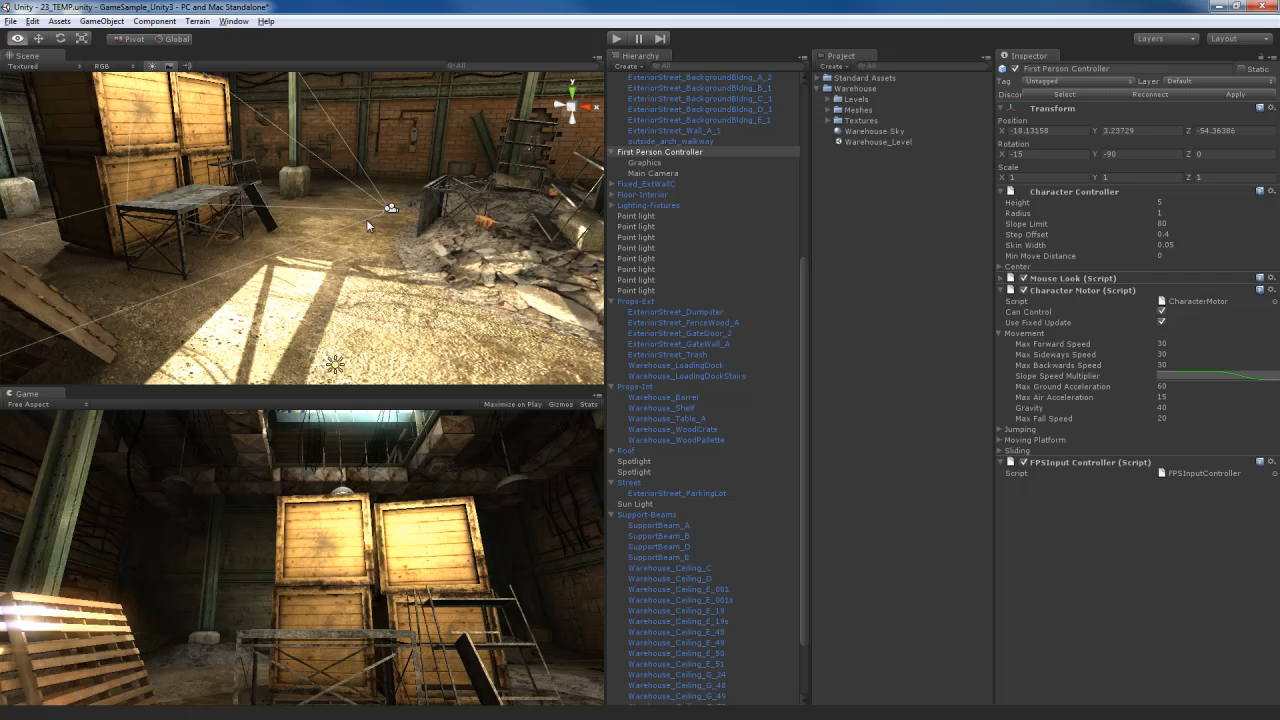 Unity - 23_TEMP.unity - GameSample_Unity3 - PC and Mac Standalone*
File Edit Assets GameObject Component Terrain Window Help
Pivot Global
Layers Layout
Scene
Textured RGB All
Game
Free Aspect Maximize on Play Gizmos Stats
Hierarchy
Create All
ExteriorStreet_BackgroundBldng_A_2
ExteriorStreet_BackgroundBldng_B_1
ExteriorStreet_BackgroundBldng_C_1
ExteriorStreet_BackgroundBldng_D_1
ExteriorStreet_BackgroundBldng_E_1
ExteriorStreet_Wall_A_1
outside_arch_walkway
First Person Controller
Graphics
Main Camera
Fixed_ExtWallC
Floor-Interior
Lighting-Fixtures
Point light
Point light
Point light
Point light
Point light
Point light
Point light
Point light
Props-Ext
ExteriorStreet_Dumpster
ExteriorStreet_FenceWood_A
ExteriorStreet_GateDoor_2
ExteriorStreet_GateWall_A
ExteriorStreet_Trash
Warehouse_LoadingDock
Warehouse_LoadingDockStairs
Props-Int
Warehouse_Barrel
Warehouse_Shelf
Warehouse_Table_A
Warehouse_WoodCrate
Warehouse_WoodPallette
Roof
Spotlight
Spotlight
Street
ExteriorStreet_ParkingLot
Sun Light
Support-Beams
SupportBeam_A
SupportBeam_B
SupportBeam_D
SupportBeam_E
Warehouse_Ceiling_C
Warehouse_Ceiling_D
Warehouse_Ceiling_E_001
Warehouse_Ceiling_E_001s
Warehouse_Ceiling_E_19
Warehouse_Ceiling_E_19s
Warehouse_Ceiling_E_48
Warehouse_Ceiling_E_49
Warehouse_Ceiling_E_50
Warehouse_Ceiling_E_51
Warehouse_Ceiling_G_24
Warehouse_Ceiling_G_48
Warehouse_Ceiling_G_49
Project
Create All
Standard Assets
Warehouse
Levels
Meshes
Textures
Warehouse Sky
Warehouse_Level
Inspector
First Person Controller Static
Tag Untagged Layer Default
Discon Select Reconnect Apply
Transform
Position
X -18.13158 Y 3.23729 Z -54.36386
Rotation
X -15 Y -90 Z 0
Scale
X 1 Y 1 Z 1
Character Controller
Height 5
Radius 1
Slope Limit 80
Step Offset 0.4
Skin Width 0.05
Min Move Distance 0
Center
Mouse Look (Script)
Character Motor (Script)
Script CharacterMotor
Can Control
Use Fixed Update
Movement
Max Forward Speed 30
Max Sideways Speed 30
Max Backwards Speed 30
Slope Speed Multiplier
Max Ground Acceleration 60
Max Air Acceleration 15
Gravity 40
Max Fall Speed 20
Jumping
Moving Platform
Sliding
FPSInput Controller (Script)
Script FPSInputController